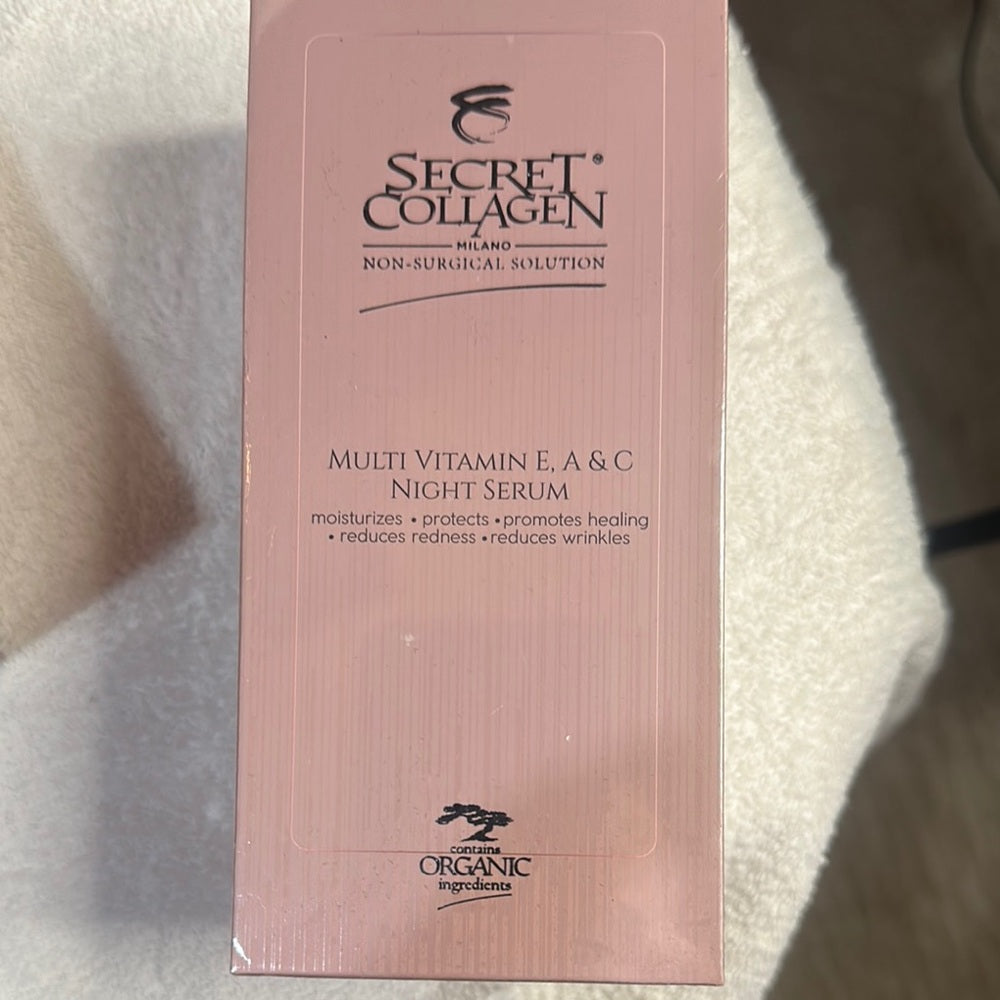 SECRET®
COLLAGEN
MILANO
NON-SURGICAL SOLUTION
MULTI VITAMIN E, A & C
NIGHT SERUM
moisturizes • protects • promotes healing
• reduces redness • reduces wrinkles
contains
ORGANIC
ingredients